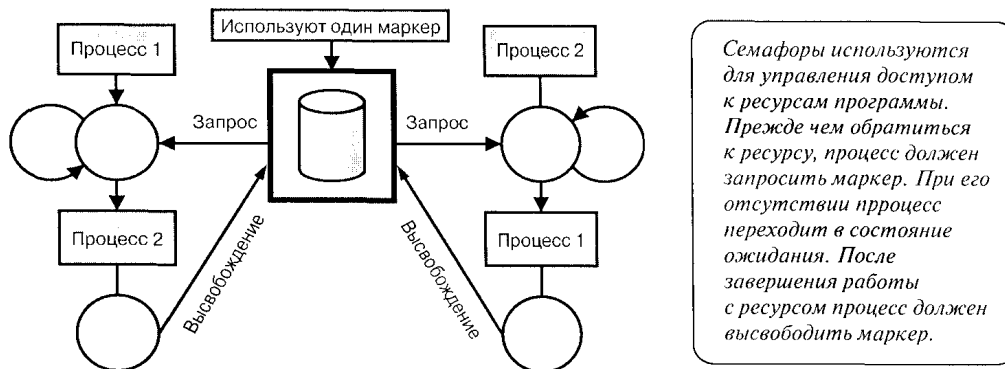 Используют один маркер
Процесс 1
Процесс 2
Запрос
Запрос
Процесс 2
Процесс 1
Высвобождение
Высвобождение
Семафоры используются
для управления доступом
к ресурсам программы.
Прежде чем обратиться
к ресурсу, процесс должен
запросить маркер. При его
отсутствии прроцесс
переходит в состояние
ожидания. После
завершения работы
с ресурсом процесс должен
высвободить маркер.